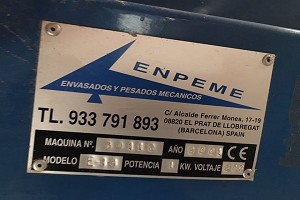 ENPEME
ENVASADOS Y PESADOS MECANICOS
TL. 933 791 893
C/ Alcalde Ferrer Mones, 17-19
08820 EL PRAT DE LLOBREGAT
(BARCELONA) SPAIN
MAQUINA Nº. AÑO
MODELO POTENCIA KW. VOLTAJE